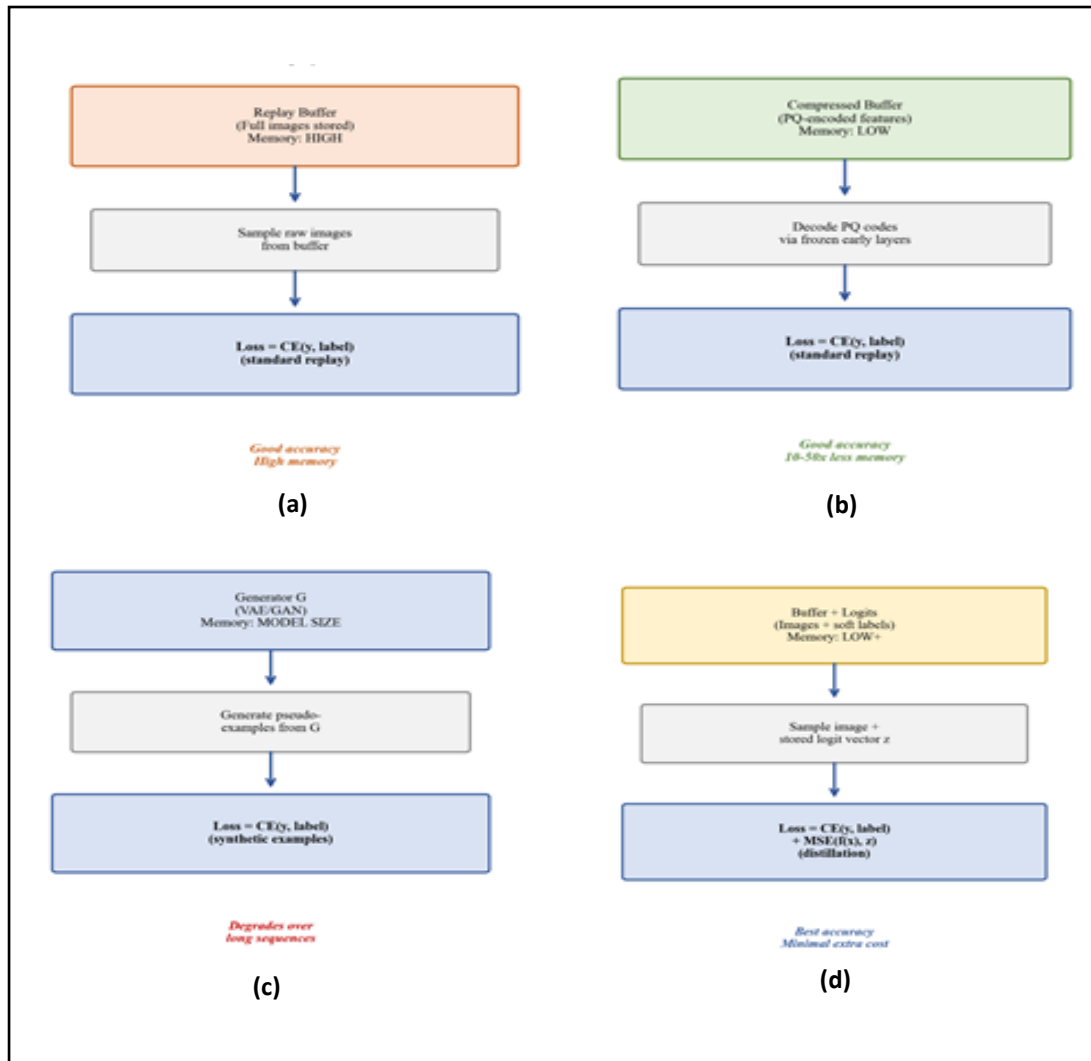 Replay Buffer
(Full images stored)
Memory: HIGH
Sample raw images
from buffer
Loss = CE(y, label)
(standard replay)
Good accuracy
High memory
(a)
Compressed Buffer
(PQ-encoded features)
Memory: LOW
Decode PQ codes
via frozen early layers
Loss = CE(y, label)
(standard replay)
Good accuracy
10-50x less memory
(b)
Generator G
(VAE/GAN)
Memory: MODEL SIZE
Generate pseudo-
examples from G
Loss = CE(y, label)
(synthetic examples)
Degrades over
long sequences
(c)
Buffer + Logits
(Images + soft labels)
Memory: LOW+
Sample image +
stored logit vector z
Loss = CE(y, label)
+ MSE(f(x), z)
(distillation)
Best accuracy
Minimal extra cost
(d)